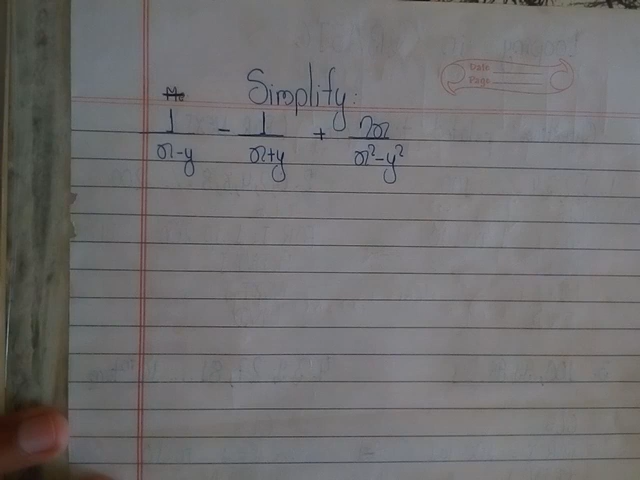 Simplify:
1/(x-y) - 1/(x+y) + 2x/(x²-y²)
Date
Page